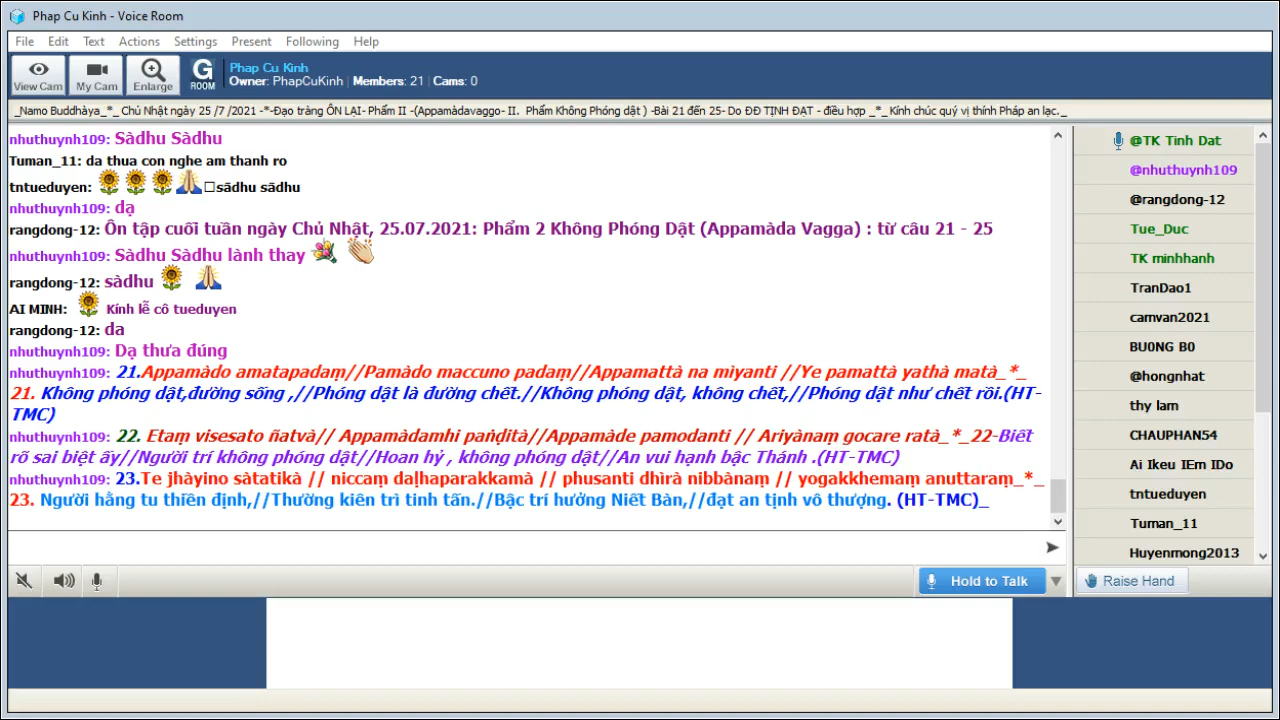 Phap Cu Kinh - Voice Room
File Edit Text Actions Settings Present Following Help
View Cam My Cam Enlarge G ROOM
Phap Cu Kinh
Owner: PhapCuKinh Members: 21 Cams: 0
_Namo Buddhàya_*_ Chủ Nhật ngày 25 /7 /2021 -*-Đạo tràng ÔN LẠI- Phẩm II -(Appamàdavaggo- II. Phẩm Không Phóng dật ) -Bài 21 đến 25- Do ĐĐ TỊNH ĐẠT - điều hợp _*_ Kính chúc quý vị thính Pháp an lạc._
nhuthuynh109: Sàdhu Sàdhu
Tuman_11: da thua con nghe am thanh ro
tntueduyen: sādhu sādhu
nhuthuynh109: dạ
rangdong-12: Ôn tập cuối tuần ngày Chủ Nhật, 25.07.2021: Phẩm 2 Không Phóng Dật (Appamàda Vagga) : từ câu 21 - 25
nhuthuynh109: Sàdhu Sàdhu lành thay
rangdong-12: sàdhu
AI MINH: Kính lễ cô tueduyen
rangdong-12: da
nhuthuynh109: Dạ thưa đúng
nhuthuynh109: 21.Appamàdo amatapadaṃ//Pamàdo maccuno padaṃ//Appamattà na mìyanti //Ye pamattà yathà matà_*_
21. Không phóng dật,đường sống ,//Phóng dật là đường chết.//Không phóng dật, không chết,//Phóng dật như chết rồi.(HT-
TMC)
nhuthuynh109: 22. Etaṃ visesato ñatvà// Appamàdamhi paṇḍità//Appamàde pamodanti // Ariyànaṃ gocare ratà_*_22-Biết
rõ sai biệt ấy//Người trí không phóng dật//Hoan hỷ , không phóng dật//An vui hạnh bậc Thánh .(HT-TMC)
nhuthuynh109: 23.Te jhàyino sàtatikà // niccaṃ daḷhaparakkamà // phusanti dhìrà nibbànaṃ // yogakkhemaṃ anuttaraṃ_*_
23. Người hằng tu thiền định,//Thường kiên trì tinh tấn.//Bậc trí hưởng Niết Bàn,//đạt an tịnh vô thượng. (HT-TMC)_
Hold to Talk
@TK Tinh Dat
@nhuthuynh109
@rangdong-12
Tue_Duc
TK minhhanh
TranDao1
camvan2021
BU0NG B0
@hongnhat
thy lam
CHAUPHAN54
Ai Ikeu IEm IDo
tntueduyen
Tuman_11
Huyenmong2013
Raise Hand